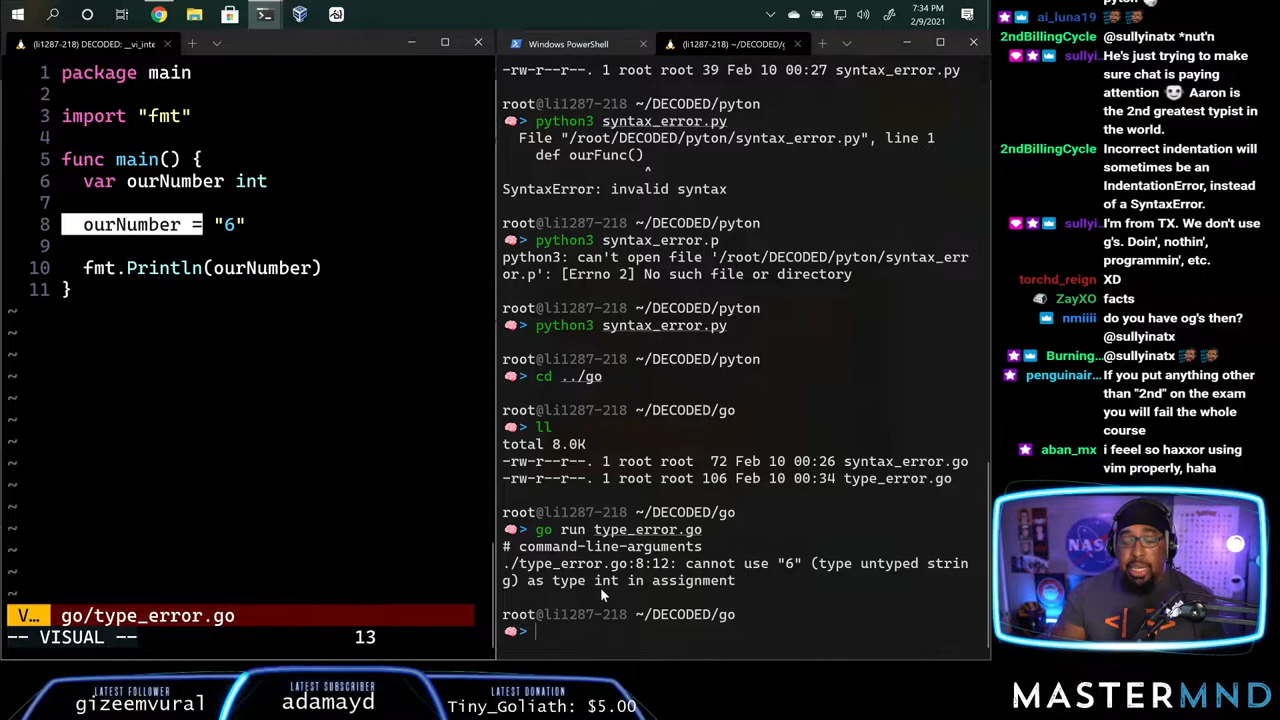 7:34 PM
2/9/2021
(li1287-218) DECODED: __vi_inte
1 package main
2
3 import "fmt"
4
5 func main() {
6 var ourNumber int
7
8 ourNumber = "6"
9
10 fmt.Println(ourNumber)
11 }
~
~
~
~
~
~
~
~
~
~
~
~
~
~
V... go/type_error.go
-- VISUAL -- 13
Windows PowerShell
(li1287-218) ~/DECODED/g
-rw-r--r--. 1 root root 39 Feb 10 00:27 syntax_error.py
root@li1287-218 ~/DECODED/pyton
> python3 syntax_error.py
File "/root/DECODED/pyton/syntax_error.py", line 1
def ourFunc()
^
SyntaxError: invalid syntax
root@li1287-218 ~/DECODED/pyton
> python3 syntax_error.p
python3: can't open file '/root/DECODED/pyton/syntax_err
or.p': [Errno 2] No such file or directory
root@li1287-218 ~/DECODED/pyton
> python3 syntax_error.py
root@li1287-218 ~/DECODED/pyton
> cd ../go
root@li1287-218 ~/DECODED/go
> ll
total 8.0K
-rw-r--r--. 1 root root 72 Feb 10 00:26 syntax_error.go
-rw-r--r--. 1 root root 106 Feb 10 00:34 type_error.go
root@li1287-218 ~/DECODED/go
> go run type_error.go
# command-line-arguments
./type_error.go:8:12: cannot use "6" (type untyped strin
g) as type int in assignment
root@li1287-218 ~/DECODED/go
>
ai_luna19
2ndBillingCycle @sullyinatx *nut'n
sullyi... He's just trying to make
sure chat is paying
attention Aaron is
the 2nd greatest typist in
the world.
2ndBillingCycle Incorrect indentation will
sometimes be an
IndentationError, instead
of a SyntaxError.
sullyi... I'm from TX. We don't use
g's. Doin', nothin',
programmin', etc.
torchd_reign XD
ZayXO facts
nmiiii do you have og's then?
@sullyinatx
Burning... @sullyinatx
penguinair... If you put anything other
than "2nd" on the exam
you will fail the whole
course
aban_mx i feeel so haxxor using
vim properly, haha
NASA
</>
LATEST FOLLOWER
gizeemvural
LATEST SUBSCRIBER
adamayd
LATEST DONATION
Tiny_Goliath: $5.00
MASTERMND